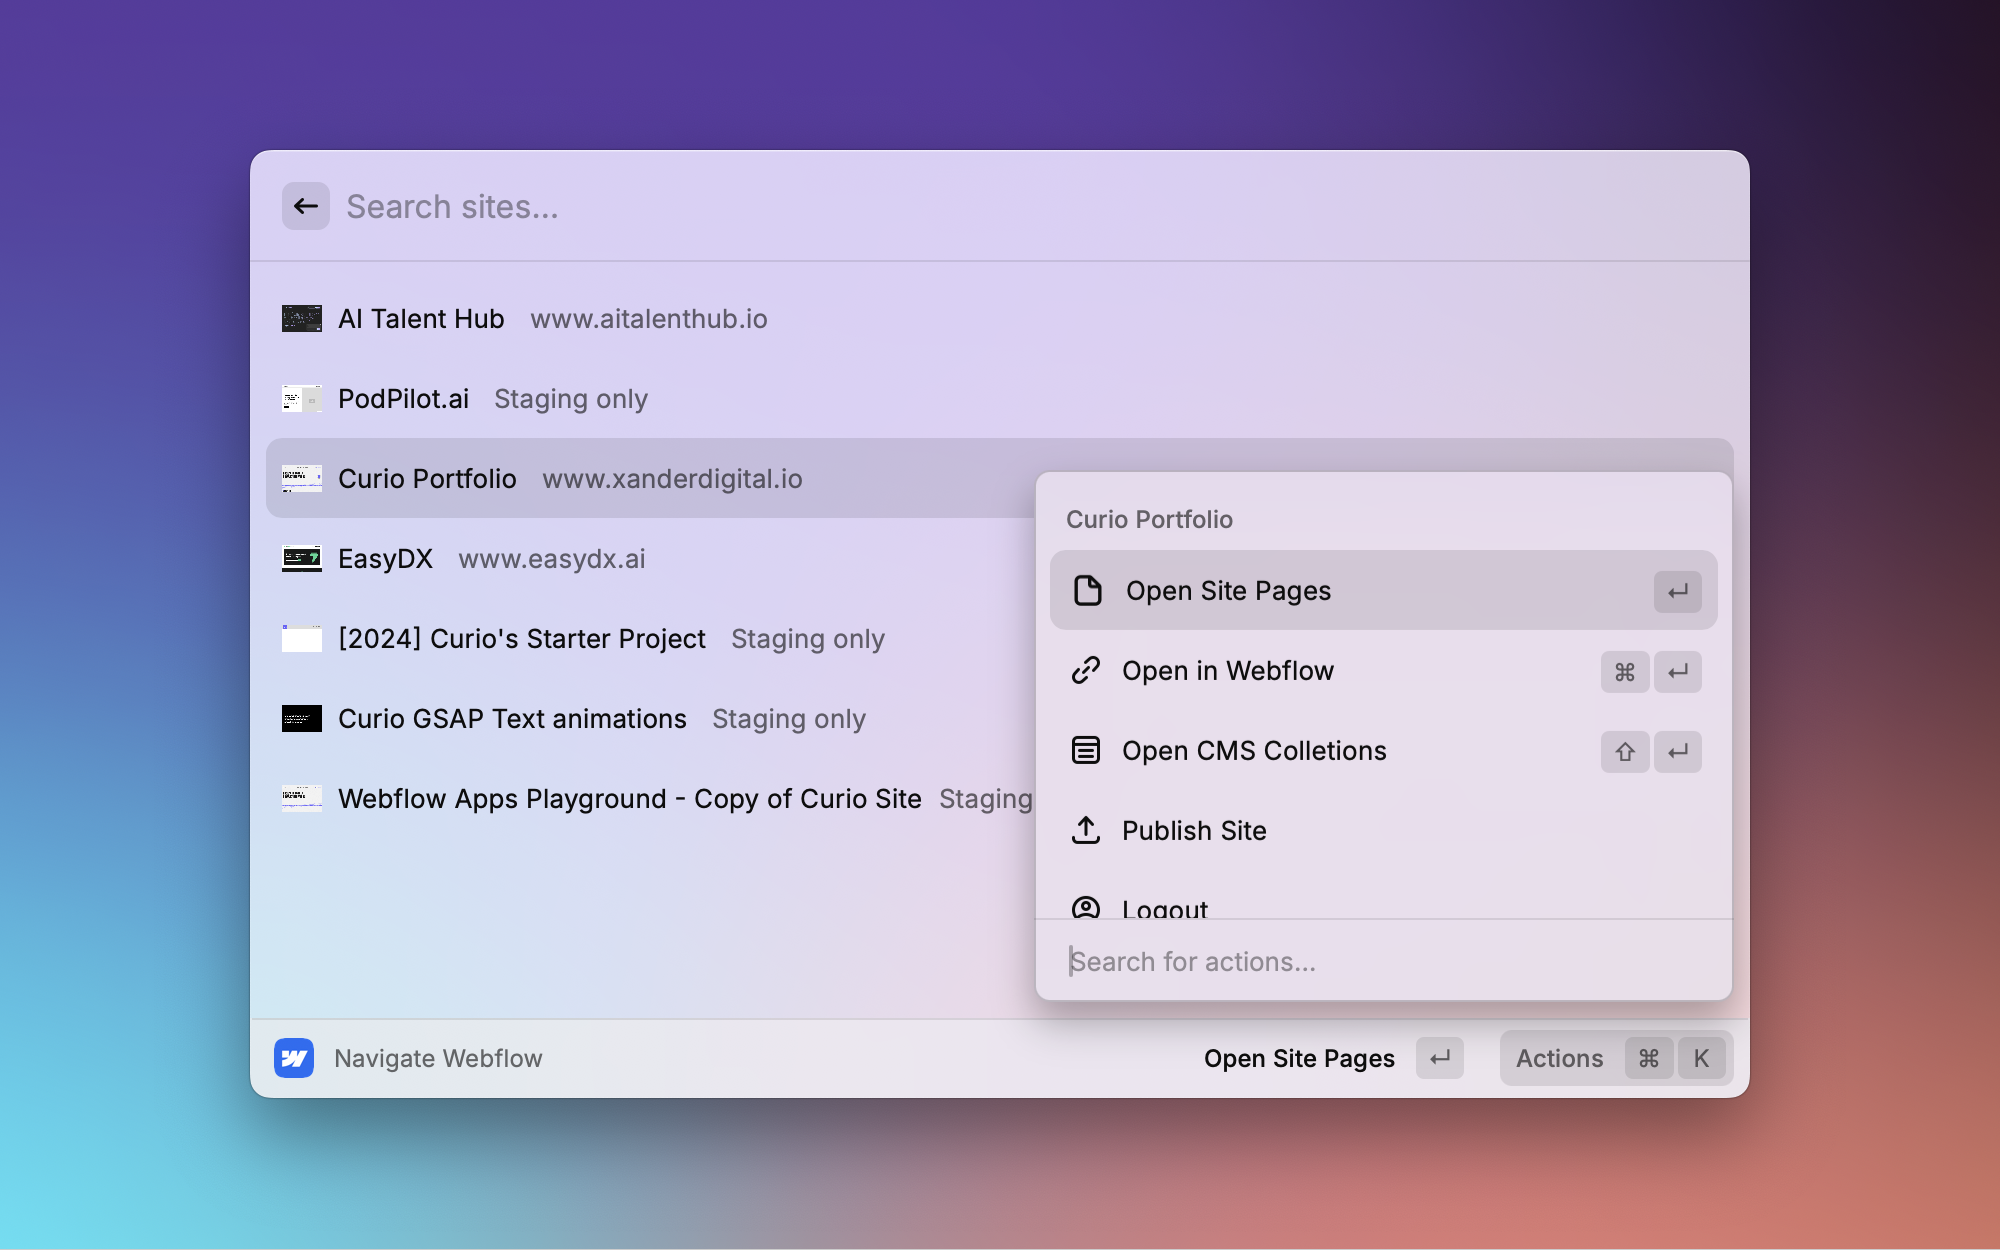 Search sites...
AI Talent Hub www.aitalenthub.io
PodPilot.ai Staging only
Curio Portfolio www.xanderdigital.io
EasyDX www.easydx.ai
[2024] Curio's Starter Project Staging only
Curio GSAP Text animations Staging only
Webflow Apps Playground - Copy of Curio Site Staging
Curio Portfolio
Open Site Pages ↵
Open in Webflow ⌘ ↵
Open CMS Colletions ⇧ ↵
Publish Site
Logout
Search for actions...
Navigate Webflow
Open Site Pages ↵
Actions ⌘ K